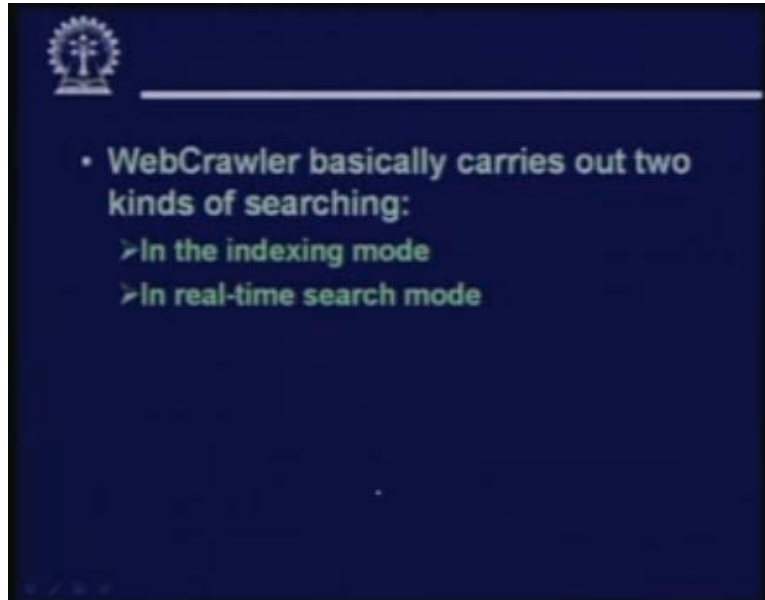 • WebCrawler basically carries out two
kinds of searching:
➢In the indexing mode
➢In real-time search mode